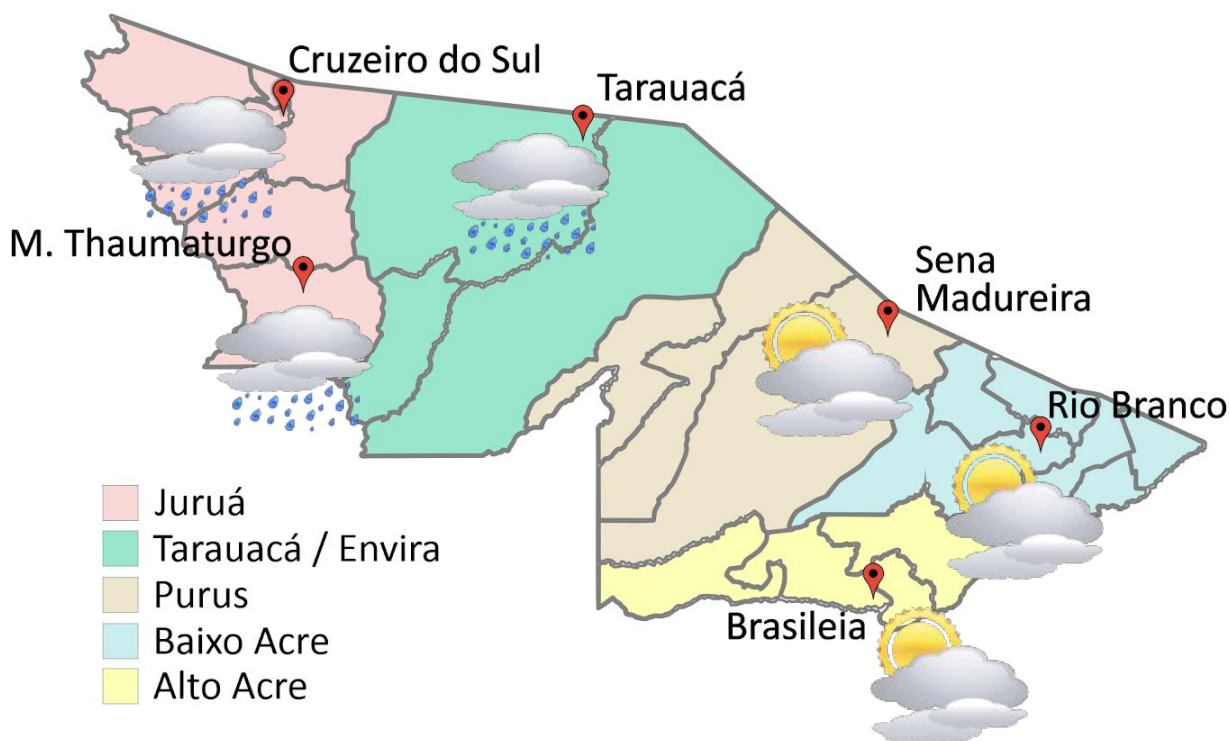 Cruzeiro do Sul
Tarauacá
M. Thaumaturgo
Sena
Madureira
Rio Branco
Brasileia
Juruá
Tarauacá / Envira
Purus
Baixo Acre
Alto Acre